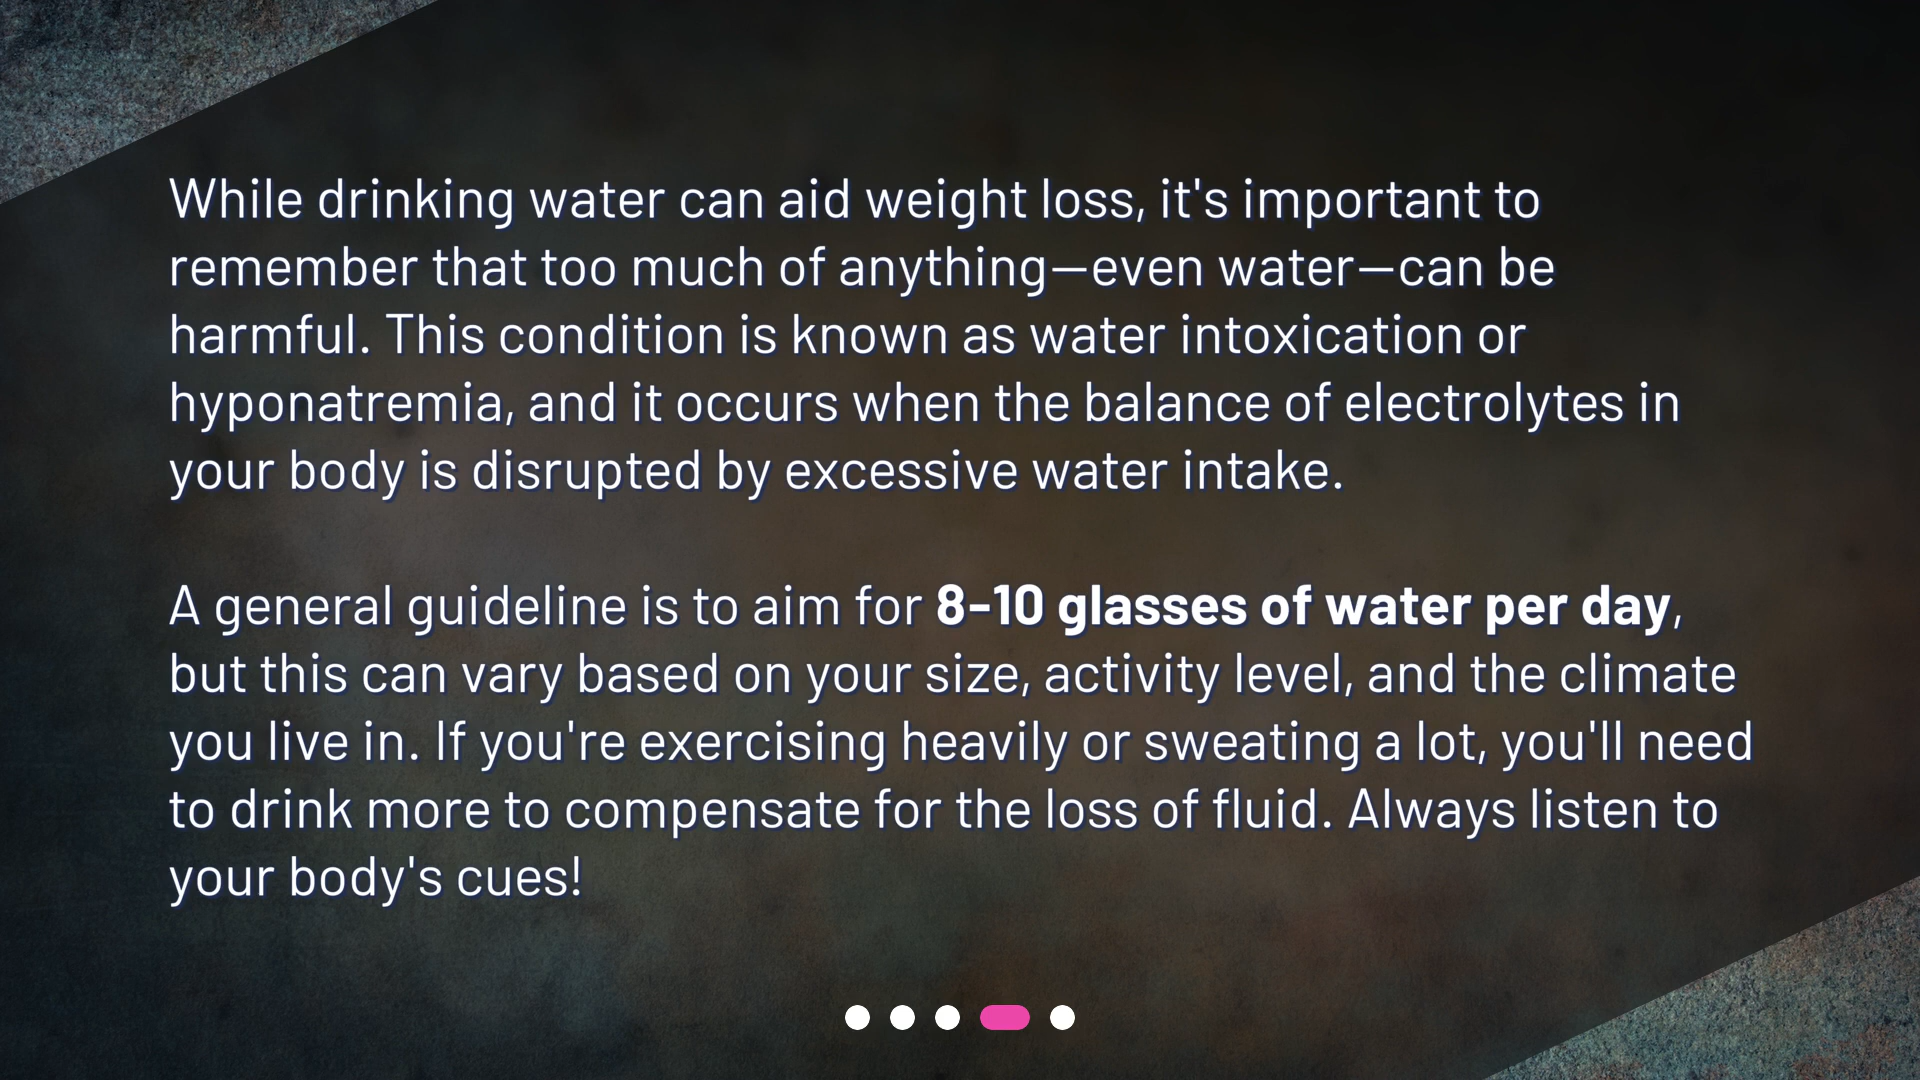 While drinking water can aid weight loss, it's important to
remember that too much of anything—even water—can be
harmful. This condition is known as water intoxication or
hyponatremia, and it occurs when the balance of electrolytes in
your body is disrupted by excessive water intake.
A general guideline is to aim for 8-10 glasses of water per day,
but this can vary based on your size, activity level, and the climate
you live in. If you're exercising heavily or sweating a lot, you'll need
to drink more to compensate for the loss of fluid. Always listen to
your body's cues!